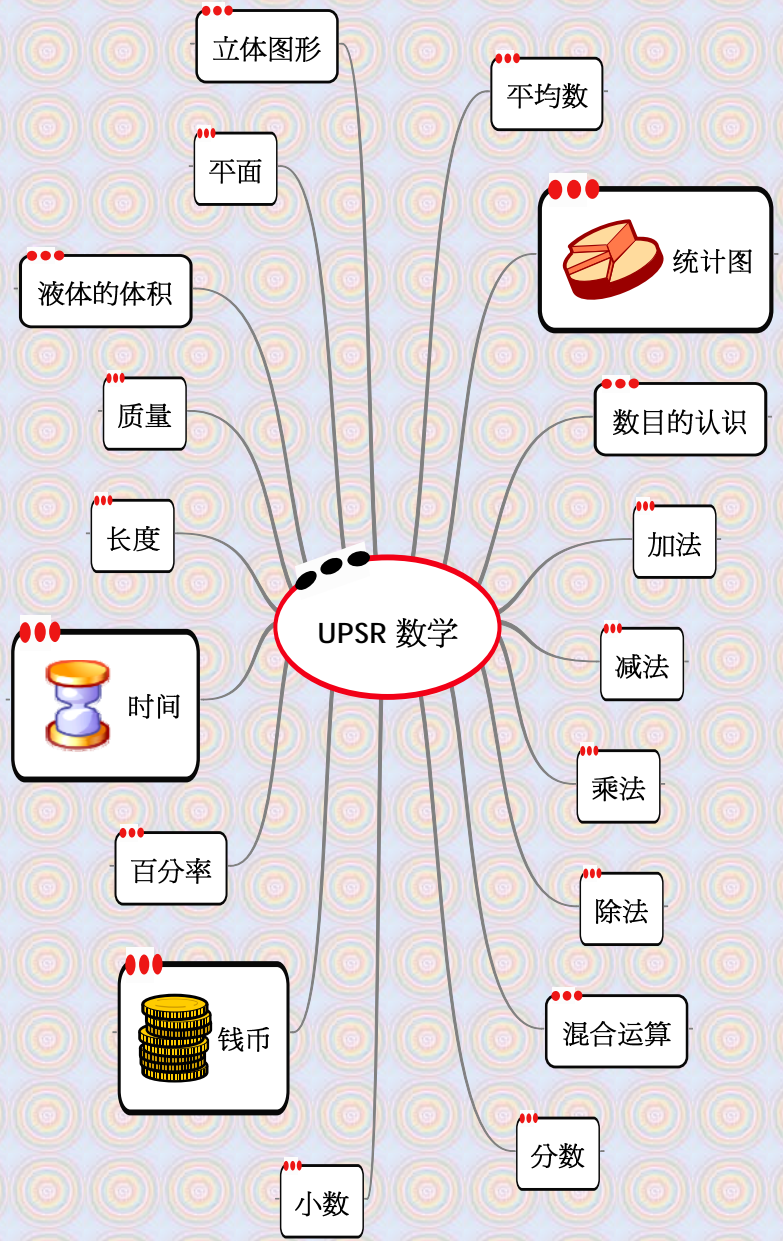 立体图形
平均数
平面
统计图
液体的体积
质量
数目的认识
长度
加法
UPSR 数学
减法
时间
乘法
百分率
除法
钱币
混合运算
分数
小数